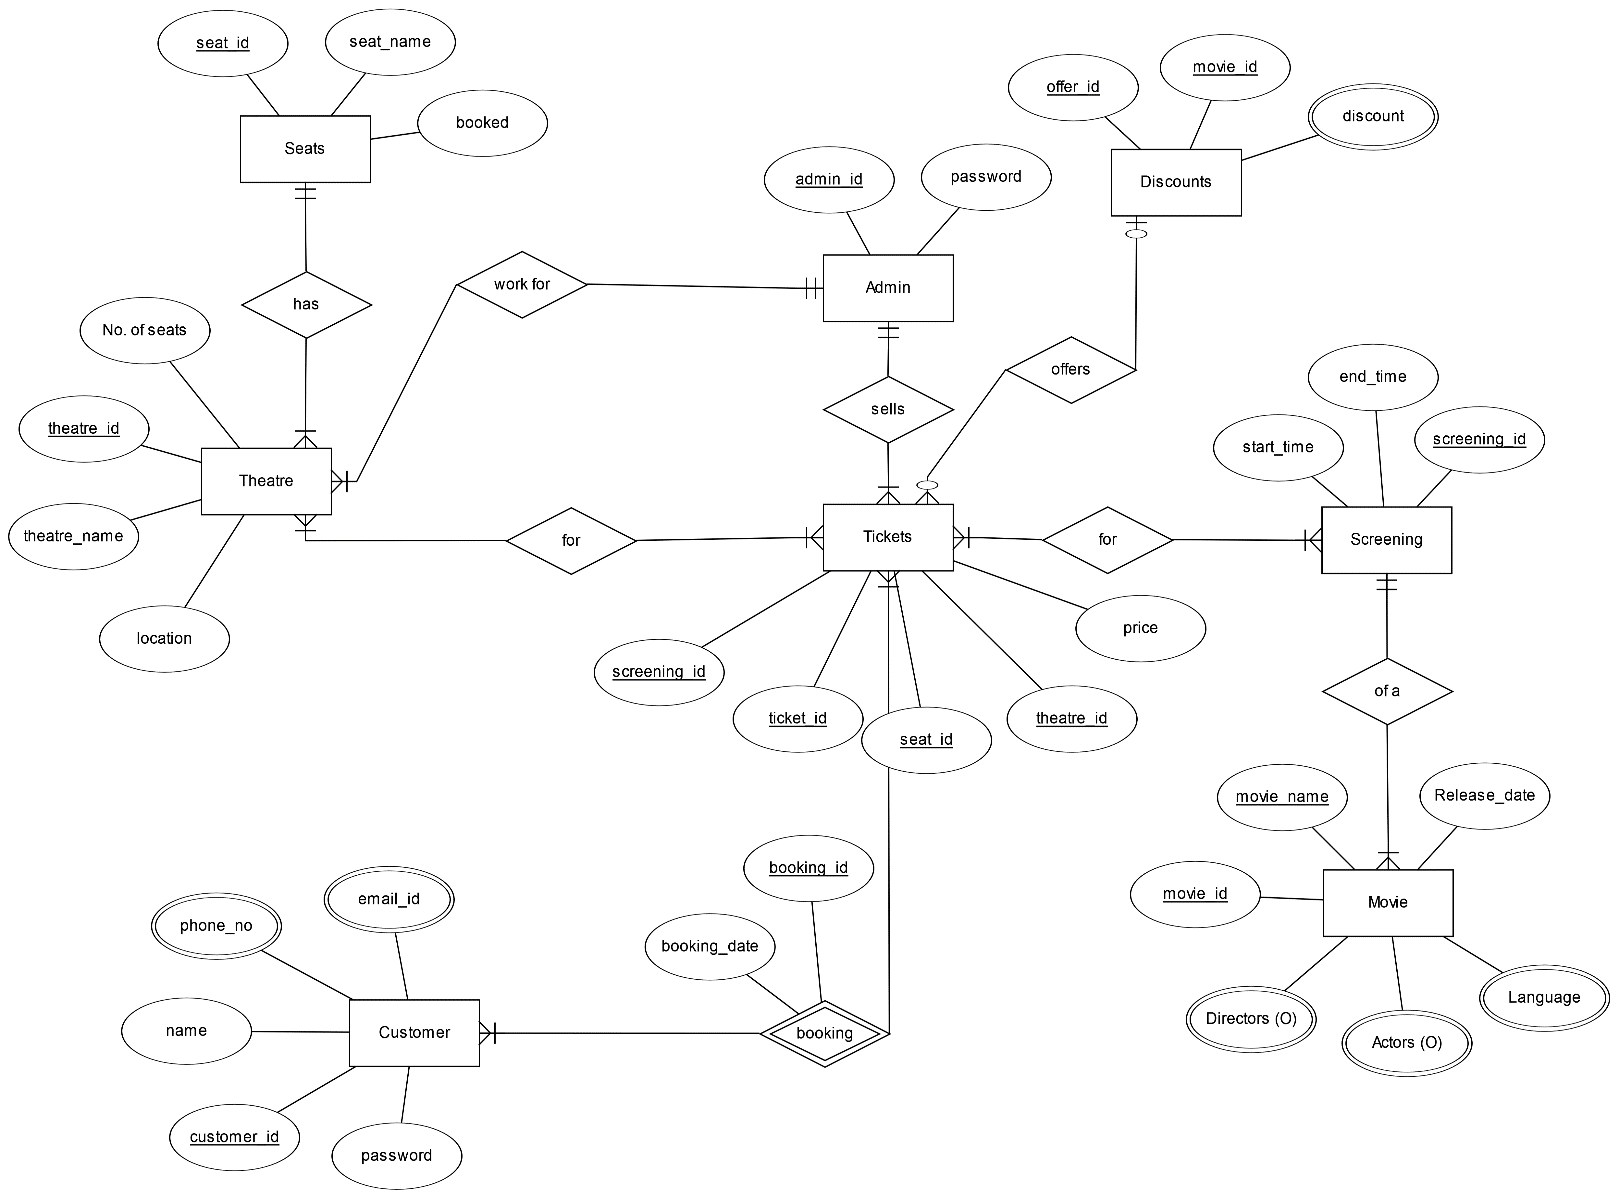 seat_id
seat_name
booked
Seats
offer_id
movie_id
discount
Discounts
admin_id
password
Admin
has
work for
No. of seats
offers
sells
end_time
start_time
screening_id
theatre_id
Theatre
theatre_name
location
for
Tickets
for
Screening
price
screening_id
ticket_id
seat_id
theatre_id
of a
movie_name
Release_date
movie_id
Movie
Directors (O)
Actors (O)
Language
booking_id
booking_date
booking
email_id
phone_no
name
Customer
customer_id
password